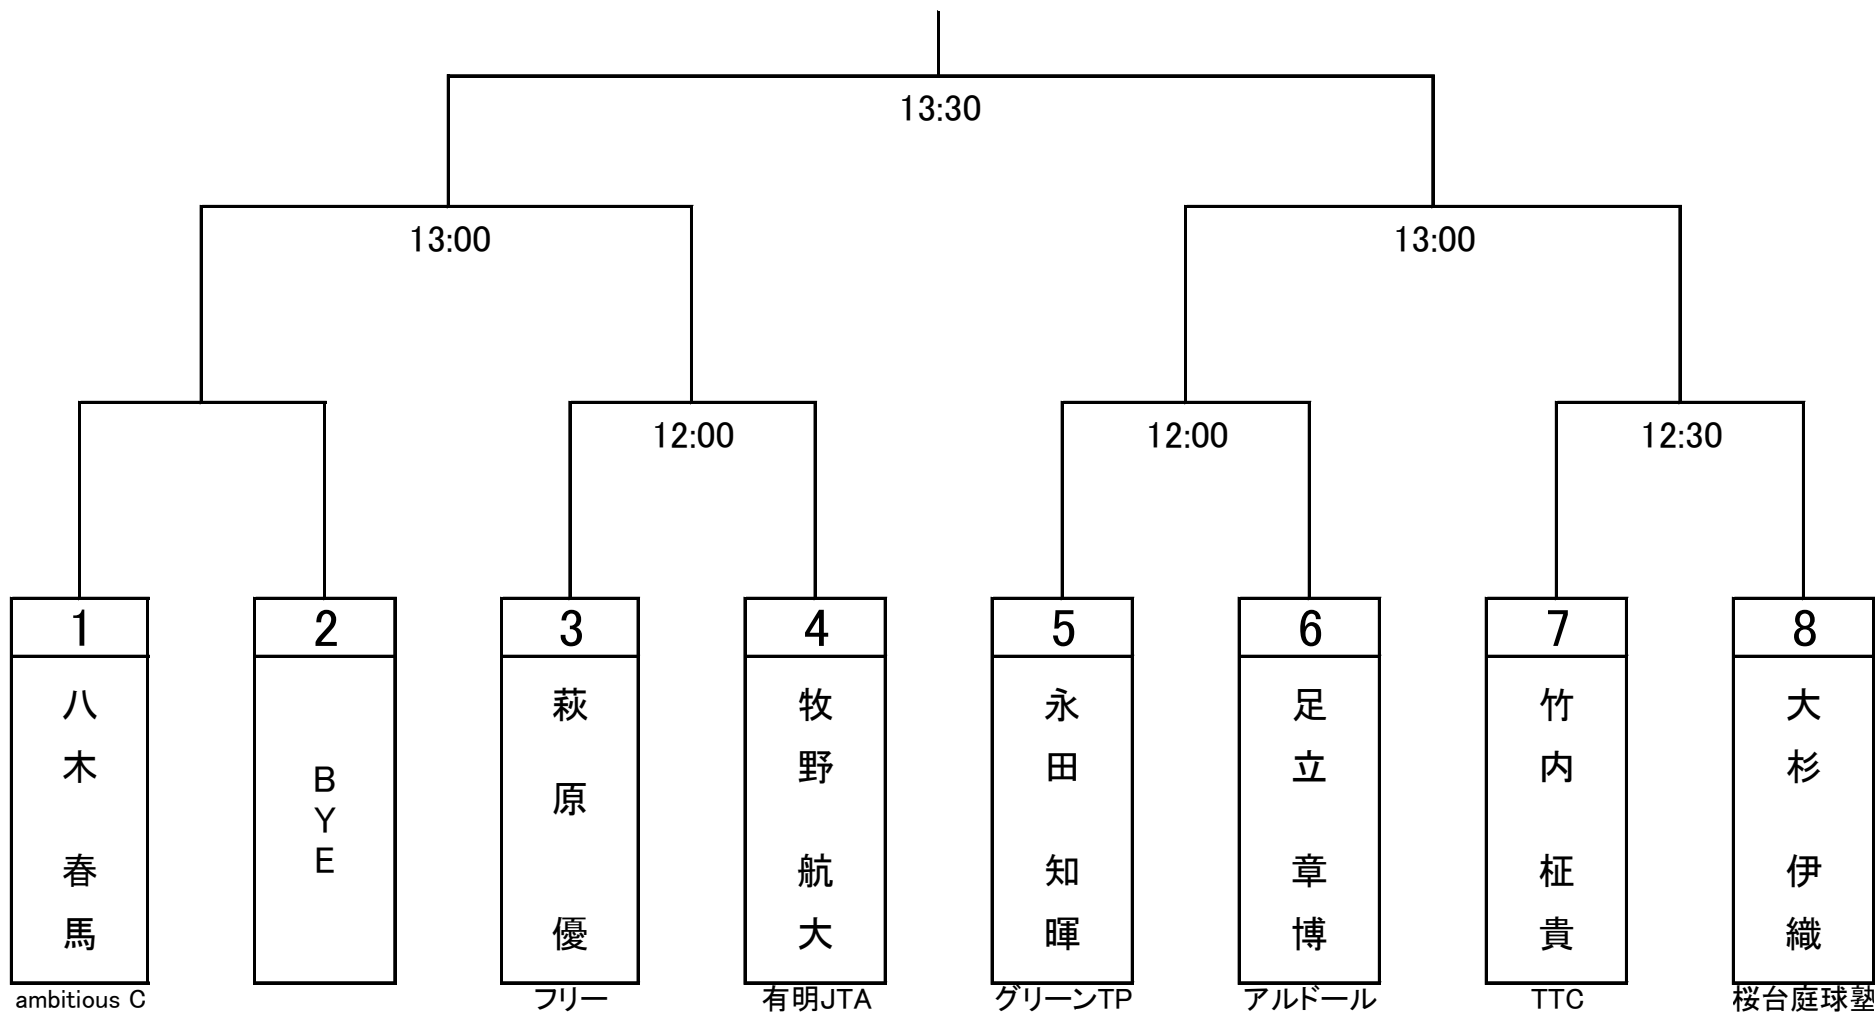 13:30
13:00
13:00
12:00
12:00
12:30
1
2
3
4
5
6
7
8
八木 春馬
BYE
萩原 優
牧野 航大
永田 知暉
足立 章博
竹内 柾貴
大杉 伊織
ambitious C
フリー
有明JTA
グリーンTP
アルドール
TTC
桜台庭球塾